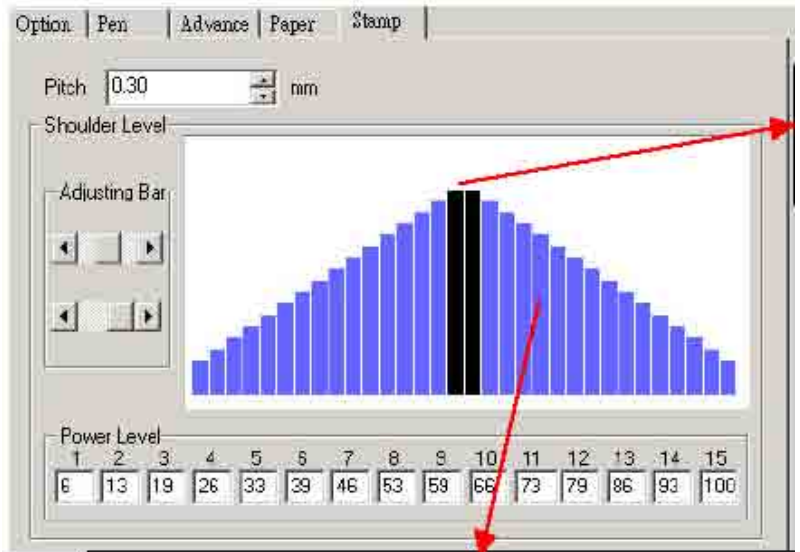 Option Pen Advance Paper Stamp
Pitch 0.30 mm
Shoulder Level
Adjusting Bar
Power Level
1 2 3 4 5 6 7 8 9 10 11 12 13 14 15
6 13 19 26 33 39 46 53 59 66 73 79 86 93 100